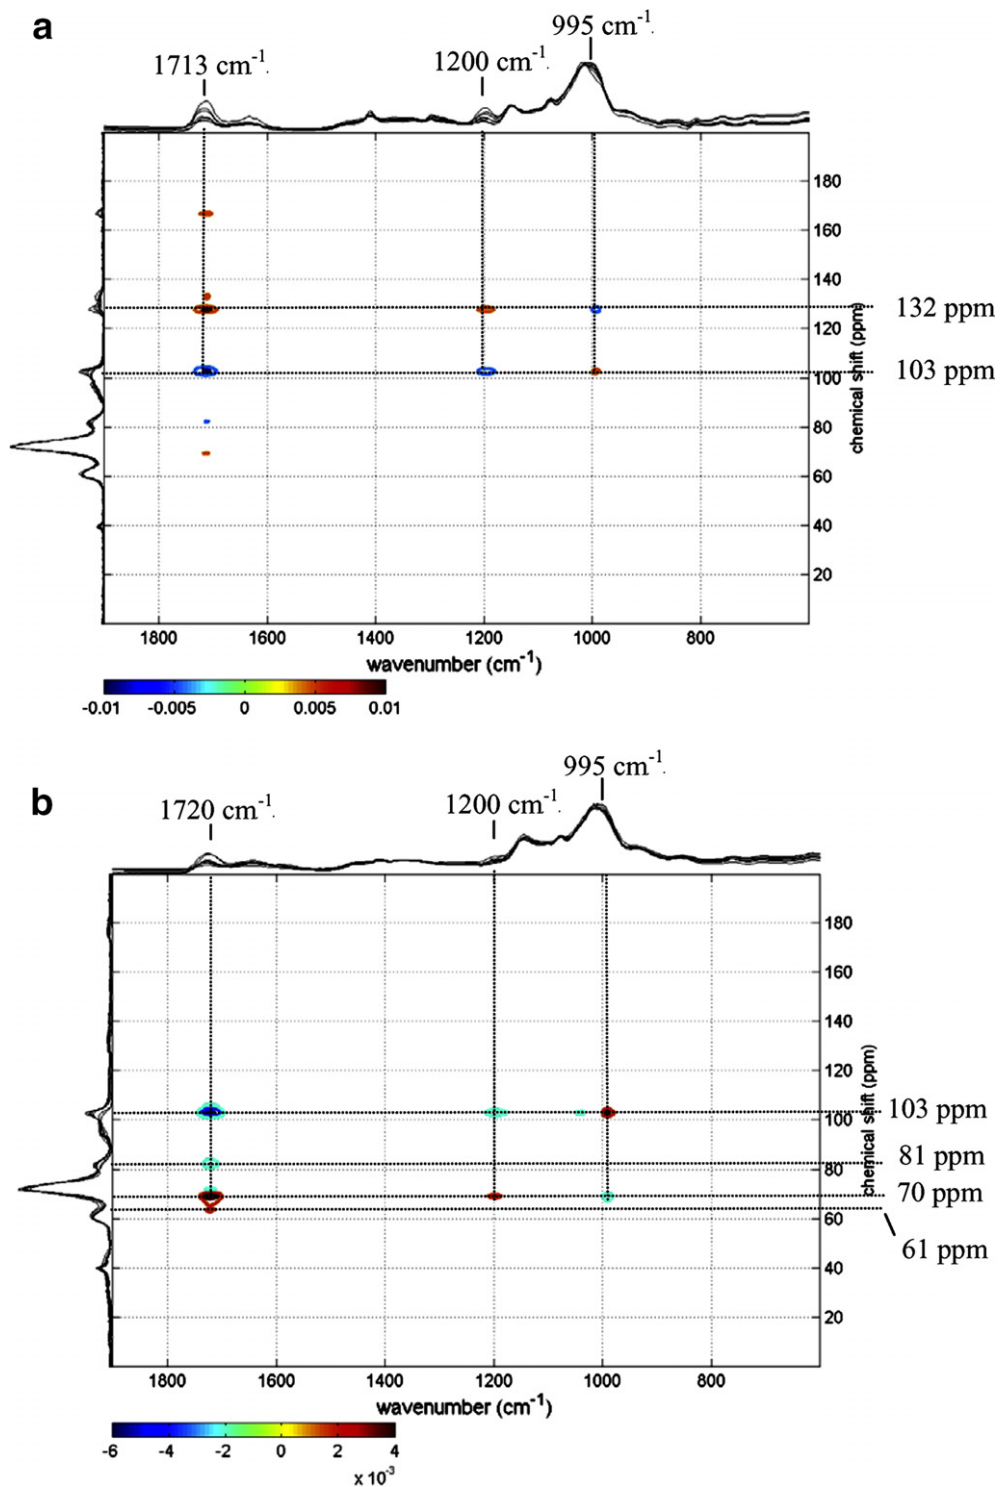 a
995 cm-1.
1200 cm-1.
1713 cm-1.
180
160
140
132 ppm
120
103 ppm
100
chemical shift (ppm)
80
60
40
20
1800 1600 1400 1200 1000 800
wavenumber (cm-1)
-0.01 -0.005 0 0.005 0.01
b
995 cm-1.
1720 cm-1.
1200 cm-1.
180
160
140
120
103 ppm
100
chemical shift (ppm)
81 ppm
80
70 ppm
60
61 ppm
40
20
1800 1600 1400 1200 1000 800
wavenumber (cm-1)
-6 -4 -2 0 2 4
x 10-3